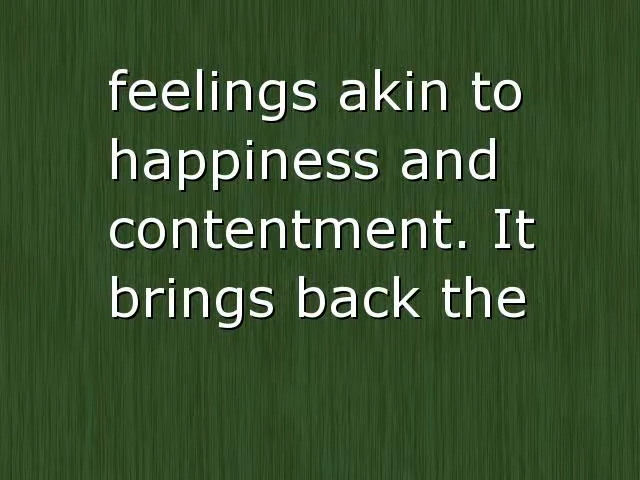 feelings akin to
happiness and
contentment. It
brings back the